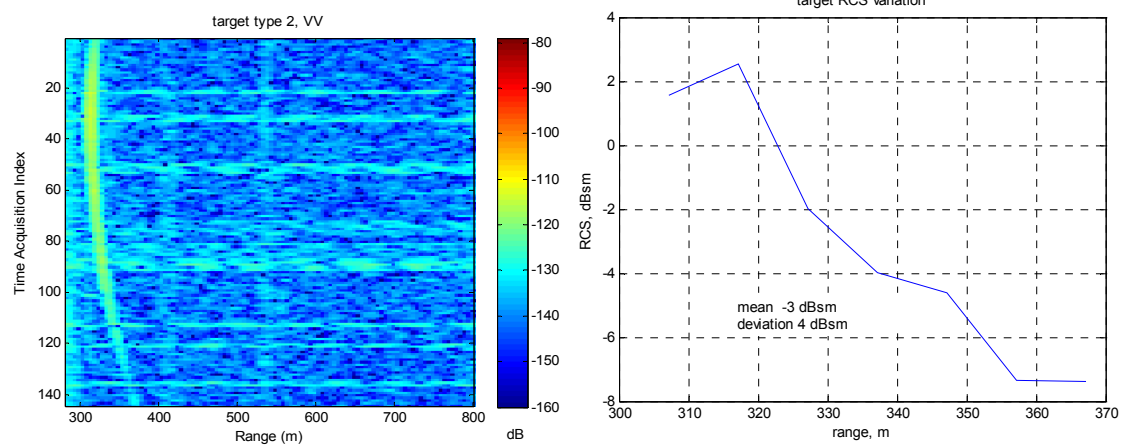 target type 2, VV
20
40
60
80
100
120
140
Time Acquisition Index
300 400 500 600 700 800
Range (m)
-80
-90
-100
-110
-120
-130
-140
-150
-160
dB
target RCS variation
4
2
0
-2
-4
-6
-8
RCS, dBsm
mean -3 dBsm
deviation 4 dBsm
300 310 320 330 340 350 360 370
range, m